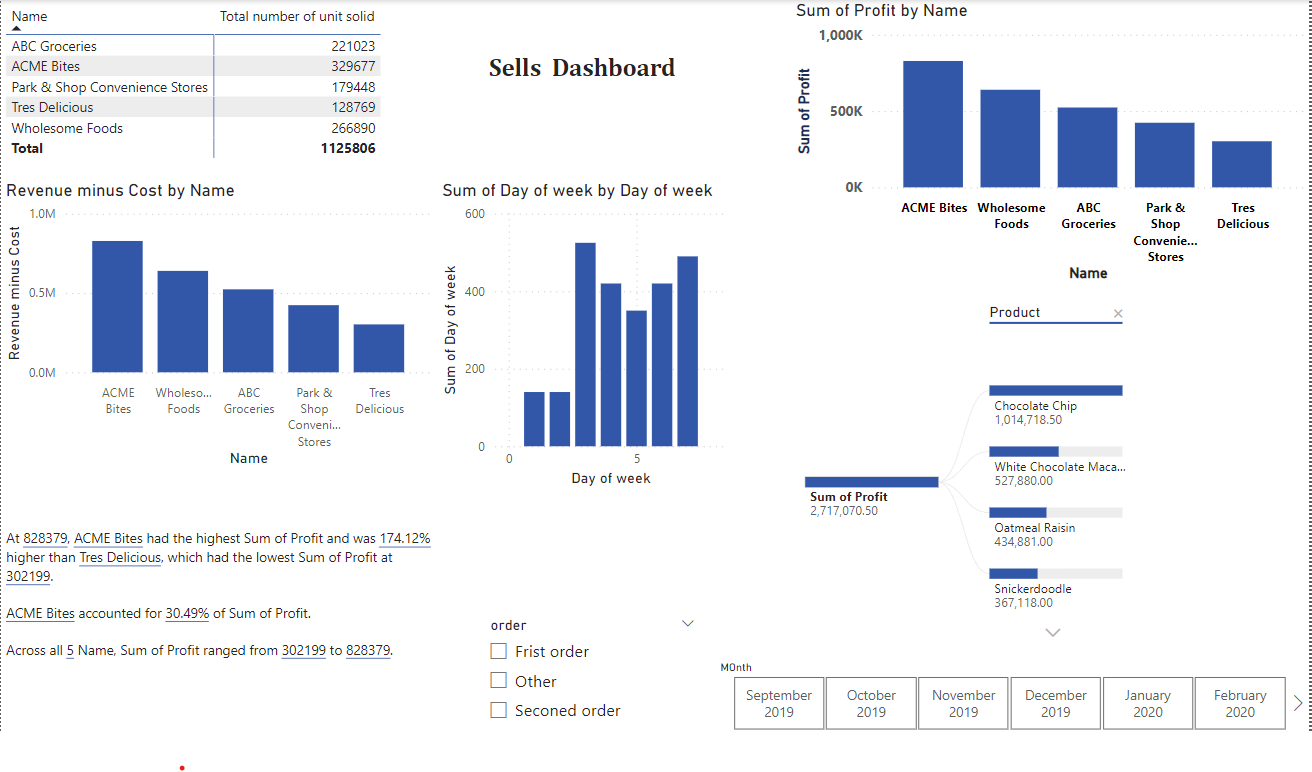 Name Total number of unit solid
ABC Groceries 221023
ACME Bites 329677
Park & Shop Convenience Stores 179448
Tres Delicious 128769
Wholesome Foods 266890
Total 1125806
Sells Dashboard
Sum of Profit by Name
Sum of Profit
1,000K
500K
0K
ACME Bites
Wholesome
Foods
ABC
Groceries
Park &
Shop
Convenie...
Stores
Tres
Delicious
Name
Revenue minus Cost by Name
Revenue minus Cost
1.0M
0.5M
0.0M
ACME
Bites
Wholeso...
Foods
ABC
Groceries
Park &
Shop
Conveni...
Stores
Tres
Delicious
Name
Sum of Day of week by Day of week
Sum of Day of week
600
400
200
0
0 5
Day of week
Product
Chocolate Chip
1,014,718.50
White Chocolate Maca...
527,880.00
Sum of Profit
2,717,070.50
Oatmeal Raisin
434,881.00
Snickerdoodle
367,118.00
At 828379, ACME Bites had the highest Sum of Profit and was 174.12%
higher than Tres Delicious, which had the lowest Sum of Profit at
302199.
ACME Bites accounted for 30.49% of Sum of Profit.
Across all 5 Name, Sum of Profit ranged from 302199 to 828379.
order
Frist order
Other
Seconed order
MOnth
September
2019
October
2019
November
2019
December
2019
January
2020
February
2020